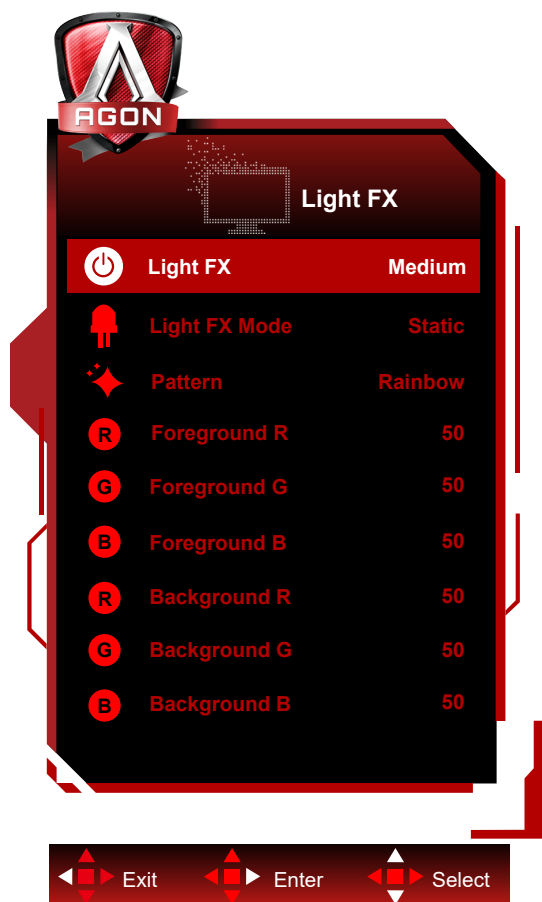 AGON
Light FX
Light FX Medium
Light FX Mode Static
Pattern Rainbow
R Foreground R 50
G Foreground G 50
B Foreground B 50
R Background R 50
G Background G 50
B Background B 50
Exit Enter Select